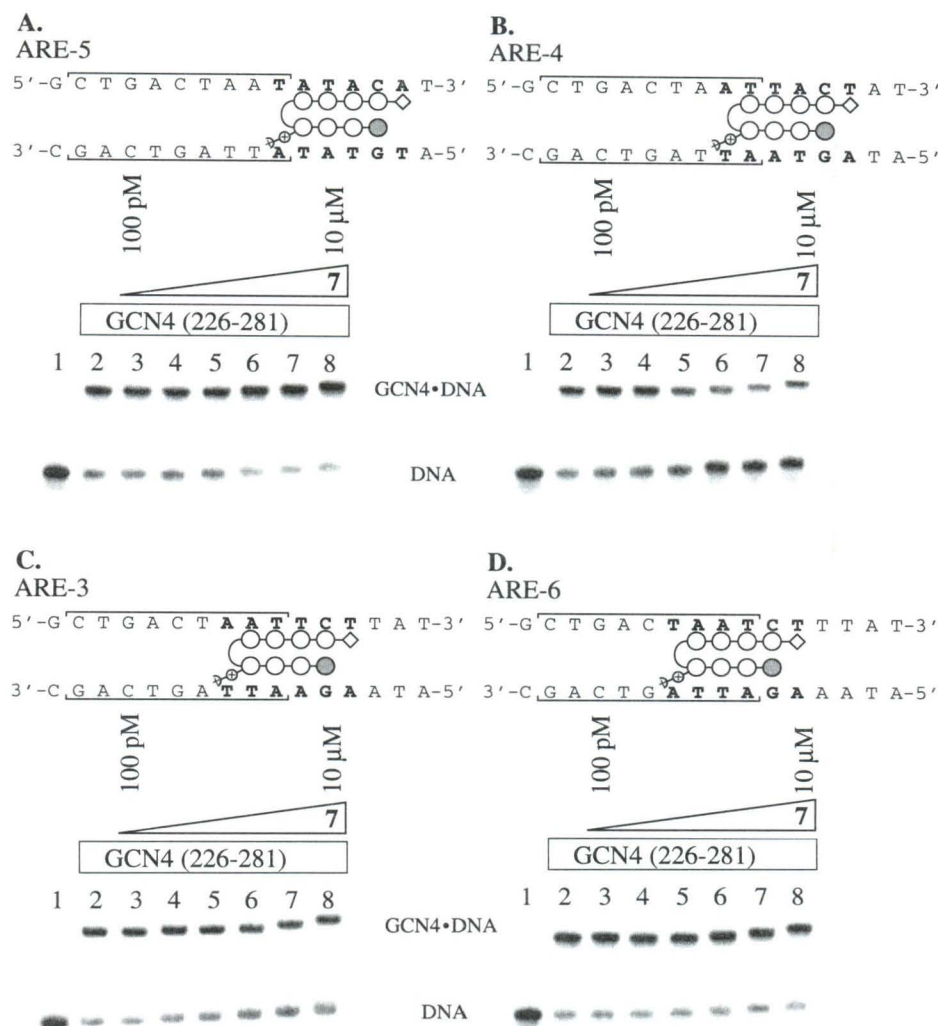 A.
ARE-5
5'-G C T G A C T A A T A T A C A T-3'
3'-C G A C T G A T T A T A T G T A-5'
100 pM
10 µM
7
GCN4 (226-281)
1 2 3 4 5 6 7 8
B.
ARE-4
5'-G C T G A C T A A T T A C T A T-3'
3'-C G A C T G A T T A A T G A T A-5'
100 pM
10 µM
7
GCN4 (226-281)
1 2 3 4 5 6 7 8
GCN4•DNA
DNA
C.
ARE-3
5'-G C T G A C T A A T T C T T A T-3'
3'-C G A C T G A T T A A G A A T A-5'
100 pM
10 µM
7
GCN4 (226-281)
1 2 3 4 5 6 7 8
D.
ARE-6
5'-G C T G A C T A A T C T T T A T-3'
3'-C G A C T G A T T A G A A A T A-5'
100 pM
10 µM
7
GCN4 (226-281)
1 2 3 4 5 6 7 8
GCN4•DNA
DNA